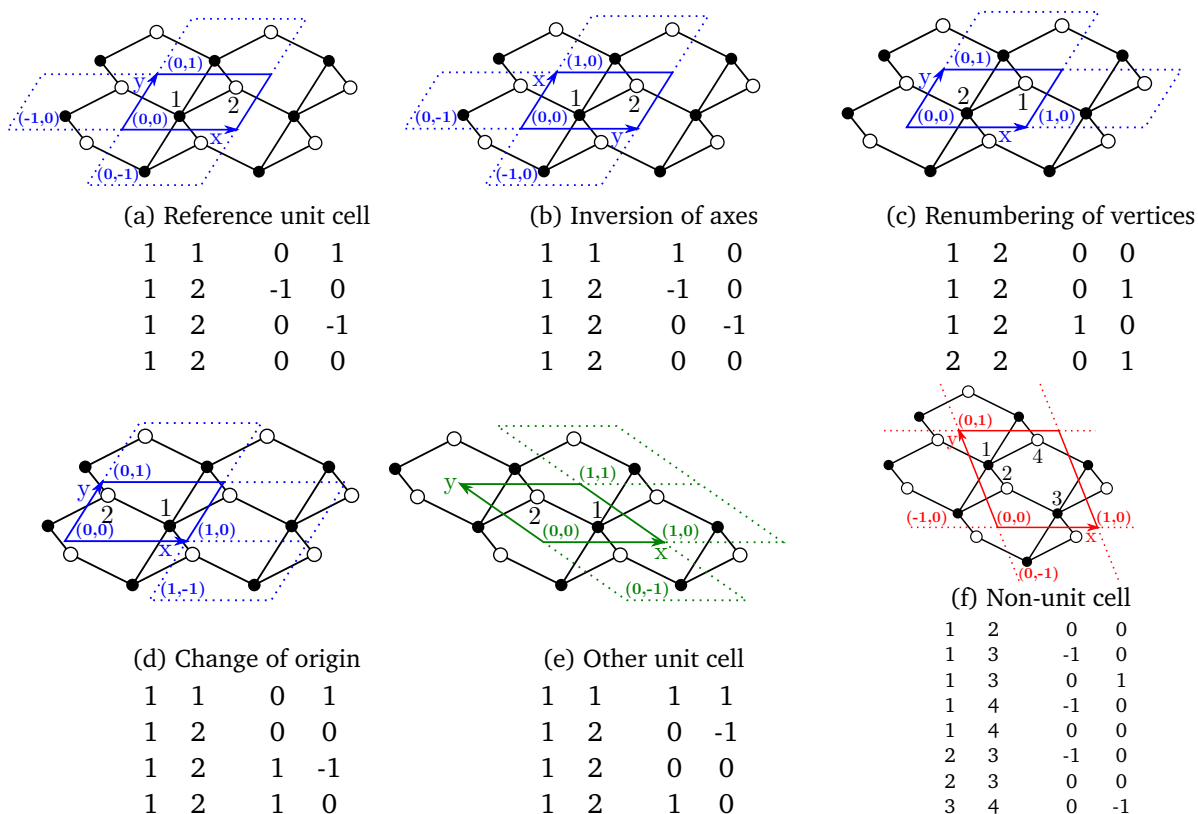 (0,1)
y
1
2
(-1,0)
(0,0)
x
(0,-1)
(a) Reference unit cell
1 1 0 1
1 2 -1 0
1 2 0 -1
1 2 0 0
(1,0)
x
1
2
(0,-1)
(0,0)
y
(-1,0)
(b) Inversion of axes
1 1 1 0
1 2 -1 0
1 2 0 -1
1 2 0 0
(0,1)
y
2
1
(0,0)
(1,0)
x
(c) Renumbering of vertices
1 2 0 0
1 2 0 1
1 2 1 0
2 2 0 1
(0,1)
y
2
1
(0,0)
(1,0)
x
(1,-1)
(d) Change of origin
1 1 0 1
1 2 0 0
1 2 1 -1
1 2 1 0
(1,1)
y
2
1
(0,0)
(1,0)
x
(0,-1)
(e) Other unit cell
1 1 1 1
1 2 0 -1
1 2 0 0
1 2 1 0
(0,1)
y
1
4
2
3
(-1,0)
(0,0)
(1,0)
x
(0,-1)
(f) Non-unit cell
1 2 0 0
1 3 -1 0
1 3 0 1
1 4 -1 0
1 4 0 0
2 3 -1 0
2 3 0 0
3 4 0 -1